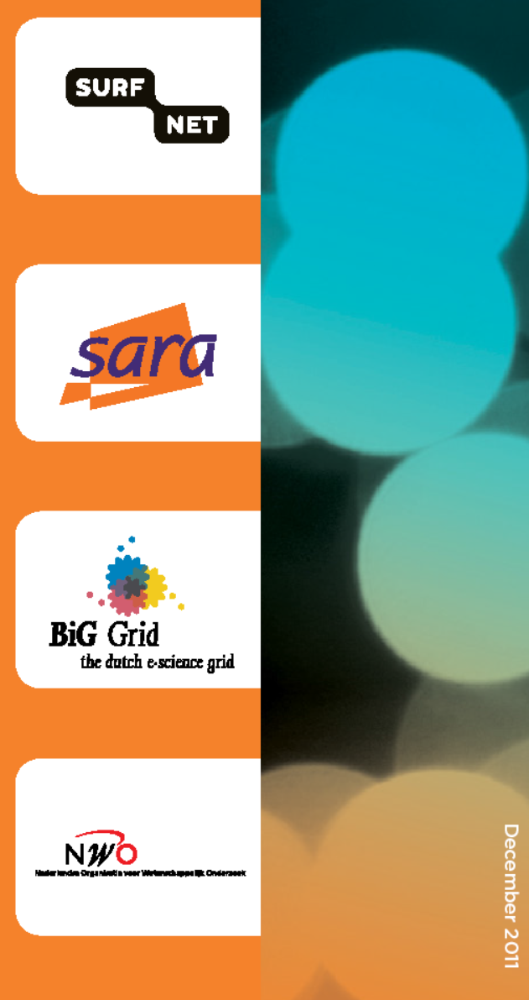 SURF
NET
sara
BiG Grid
the dutch e-science grid
NWO
Nederlandse Organisatie voor Wetenschappelijk Onderzoek
December 2011